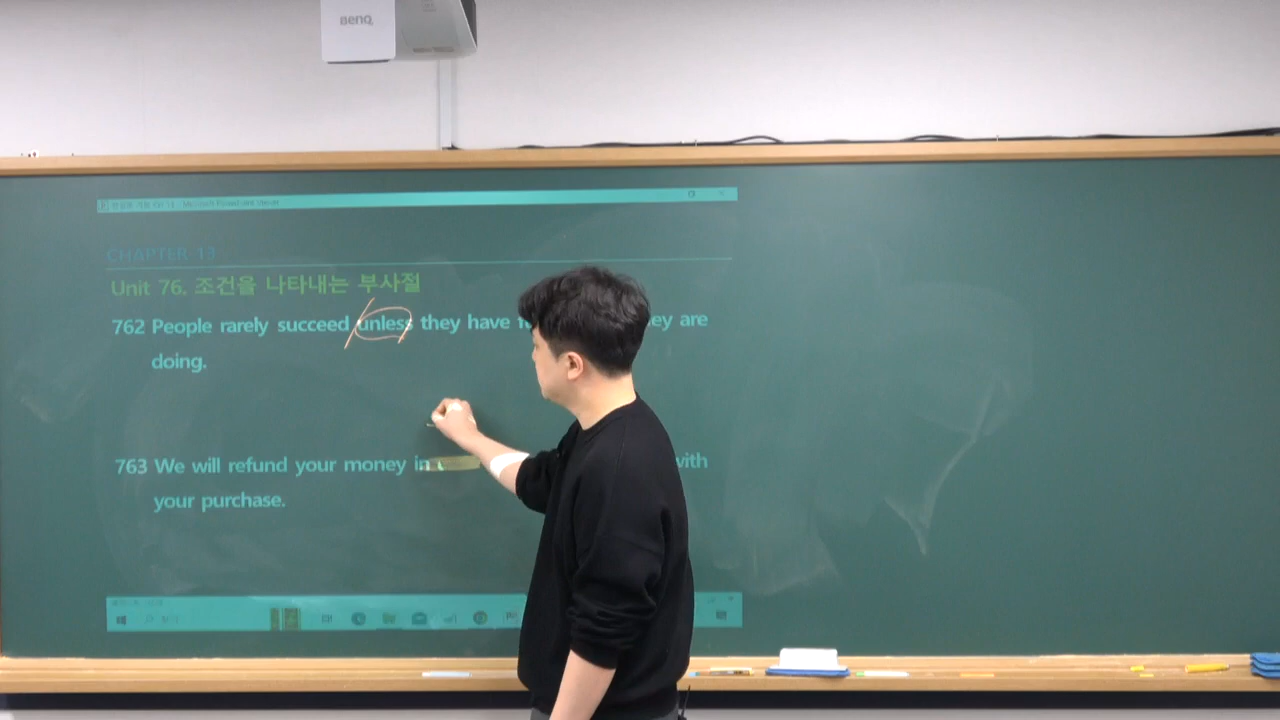 BenQ
CHAPTER 13
Unit 76. 조건을 나타내는 부사절
762 People rarely succeed unless they have are
doing.
763 We will refund your money in with
your purchase.